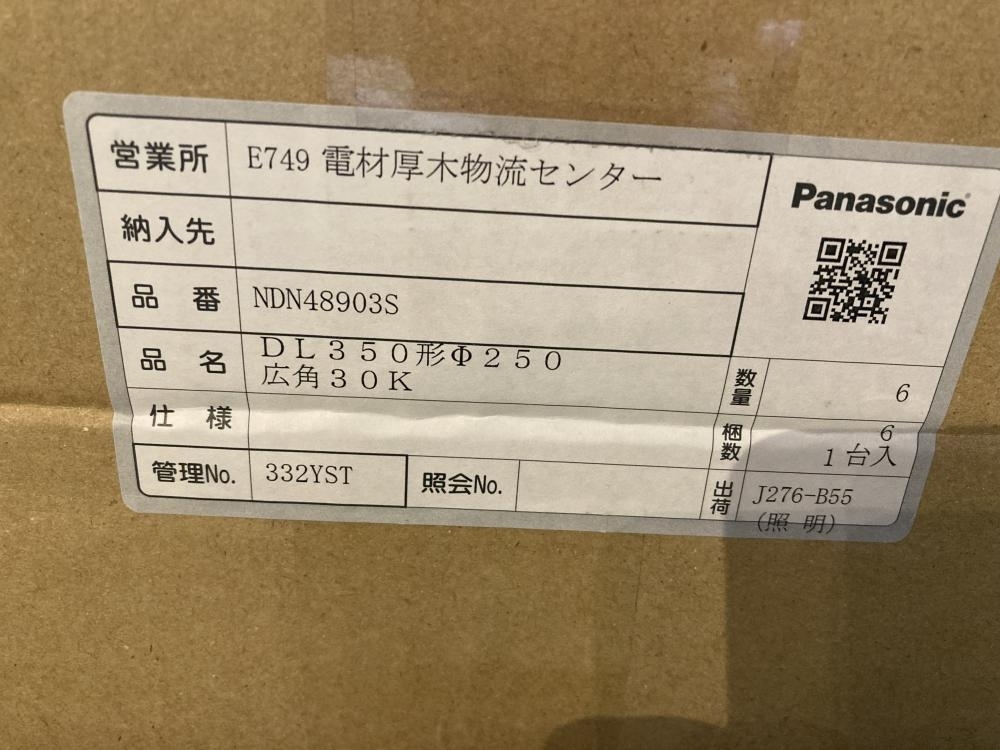 営業所 E749 電材厚木物流センター
Panasonic
納入先
品番 NDN48903S
品名 DL350形Φ250
広角30K
数量 6
仕様
梱数 6
1台入
管理No. 332YST 照会No.
出荷 J276-B55
(照明)